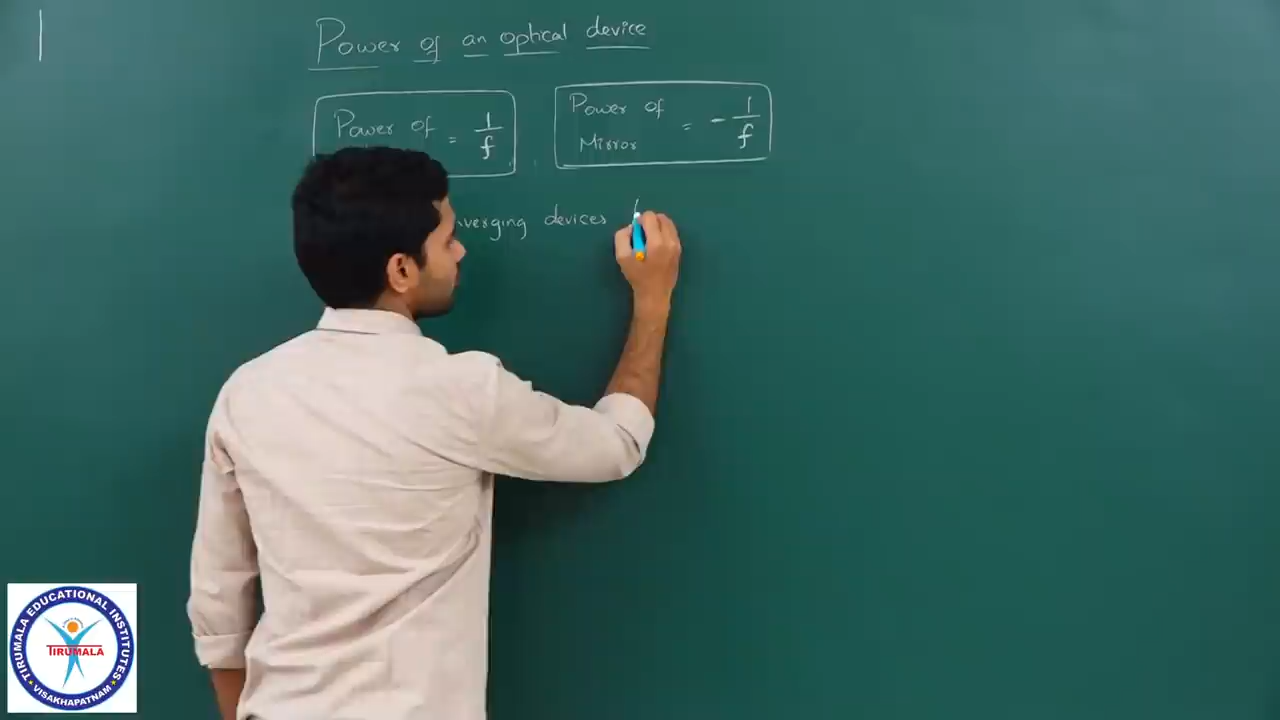 Power of an optical device
Power of = 1/f
Power of Mirror = - 1/f
devices
TIRUMALA EDUCATIONAL INSTITUTES
TIRUMALA
VISAKHAPATNAM